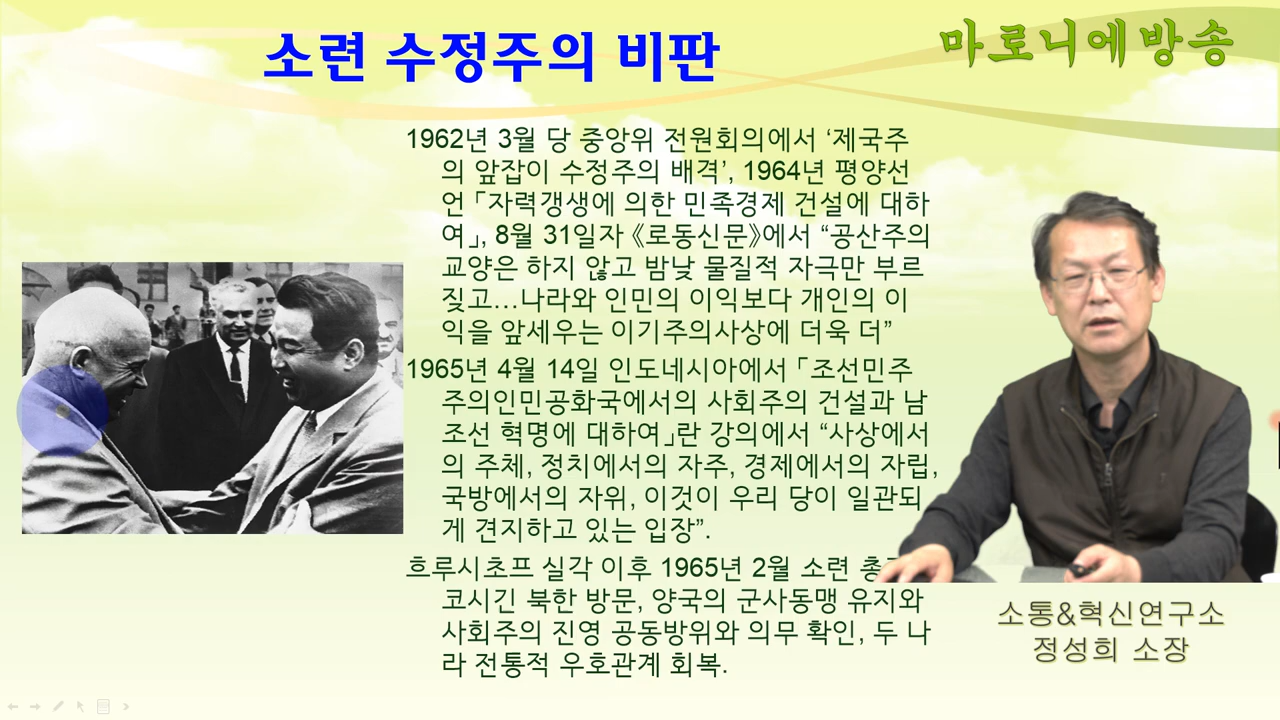 소련 수정주의 비판
마로니에방송
1962년 3월 당 중앙위 전원회의에서 ‘제국주
의 앞잡이 수정주의 배격’, 1964년 평양선
언 「자력갱생에 의한 민족경제 건설에 대하
여」, 8월 31일자 《로동신문》에서 “공산주의
교양은 하지 않고 밤낮 물질적 자극만 부르
짖고…나라와 인민의 이익보다 개인의 이
익을 앞세우는 이기주의사상에 더욱 더”
1965년 4월 14일 인도네시아에서 「조선민주
주의인민공화국에서의 사회주의 건설과 남
조선 혁명에 대하여」란 강의에서 “사상에서
의 주체, 정치에서의 자주, 경제에서의 자립,
국방에서의 자위, 이것이 우리 당이 일관되
게 견지하고 있는 입장”.
흐루시초프 실각 이후 1965년 2월 소련
코시긴 북한 방문, 양국의 군사동맹 유지와
사회주의 진영 공동방위와 의무 확인, 두 나
라 전통적 우호관계 회복.
소통&혁신연구소
정성희 소장